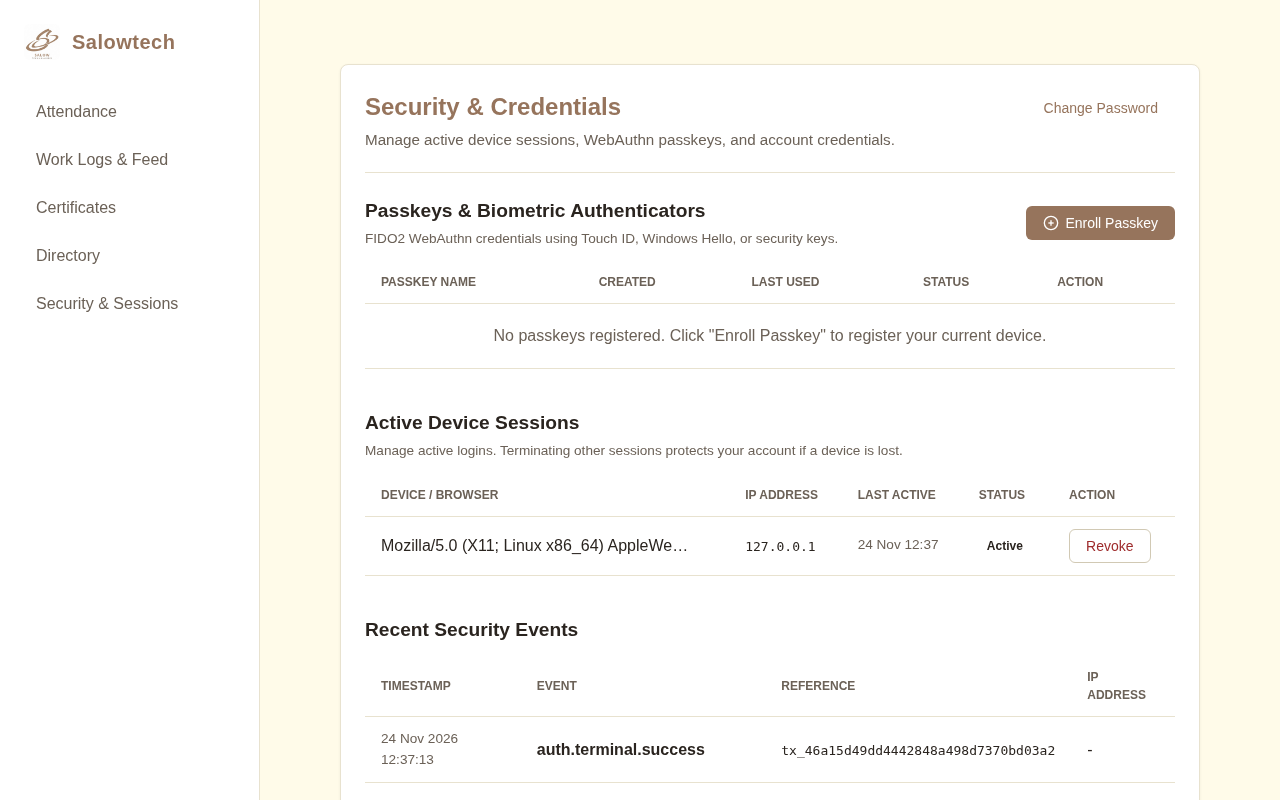 Salowtech
Attendance
Work Logs & Feed
Certificates
Directory
Security & Sessions
Security & Credentials
Change Password
Manage active device sessions, WebAuthn passkeys, and account credentials.
Passkeys & Biometric Authenticators
FIDO2 WebAuthn credentials using Touch ID, Windows Hello, or security keys.
Enroll Passkey
PASSKEY NAME CREATED LAST USED STATUS ACTION
No passkeys registered. Click "Enroll Passkey" to register your current device.
Active Device Sessions
Manage active logins. Terminating other sessions protects your account if a device is lost.
DEVICE / BROWSER IP ADDRESS LAST ACTIVE STATUS ACTION
Mozilla/5.0 (X11; Linux x86_64) AppleWe… 127.0.0.1 24 Nov 12:37 Active Revoke
Recent Security Events
TIMESTAMP EVENT REFERENCE IP
ADDRESS
24 Nov 2026
12:37:13
auth.terminal.success tx_46a15d49dd4442848a498d7370bd03a2 -